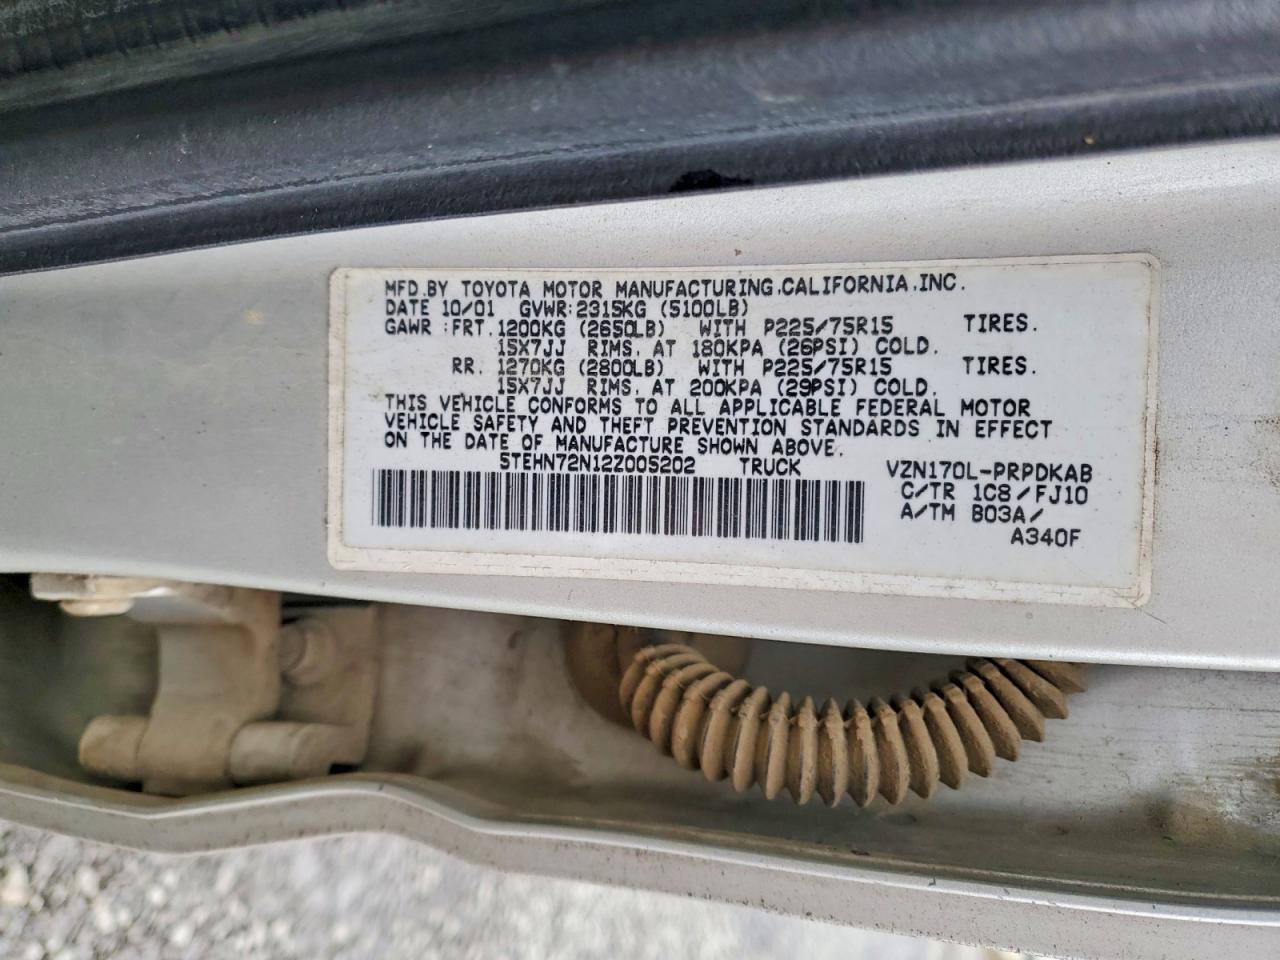 MFD.BY TOYOTA MOTOR MANUFACTURING.CALIFORNIA.INC.
DATE 10/01 GVWR:2315KG (5100LB)
GAWR:FRT.1200KG (2650LB) WITH P225/75R15 TIRES.
15X7JJ RIMS, AT 180KPA (26PSI) COLD.
RR. 1270KG (2800LB) WITH P225/75R15 TIRES.
15X7JJ RIMS, AT 200KPA (29PSI) COLD.
THIS VEHICLE CONFORMS TO ALL APPLICABLE FEDERAL MOTOR
VEHICLE SAFETY AND THEFT PREVENTION STANDARDS IN EFFECT
ON THE DATE OF MANUFACTURE SHOWN ABOVE.
5TEHN72N12Z005202 TRUCK VZN170L-PRPDKAB
C/TR 1C8/FJ10
A/TM B03A/
A340F